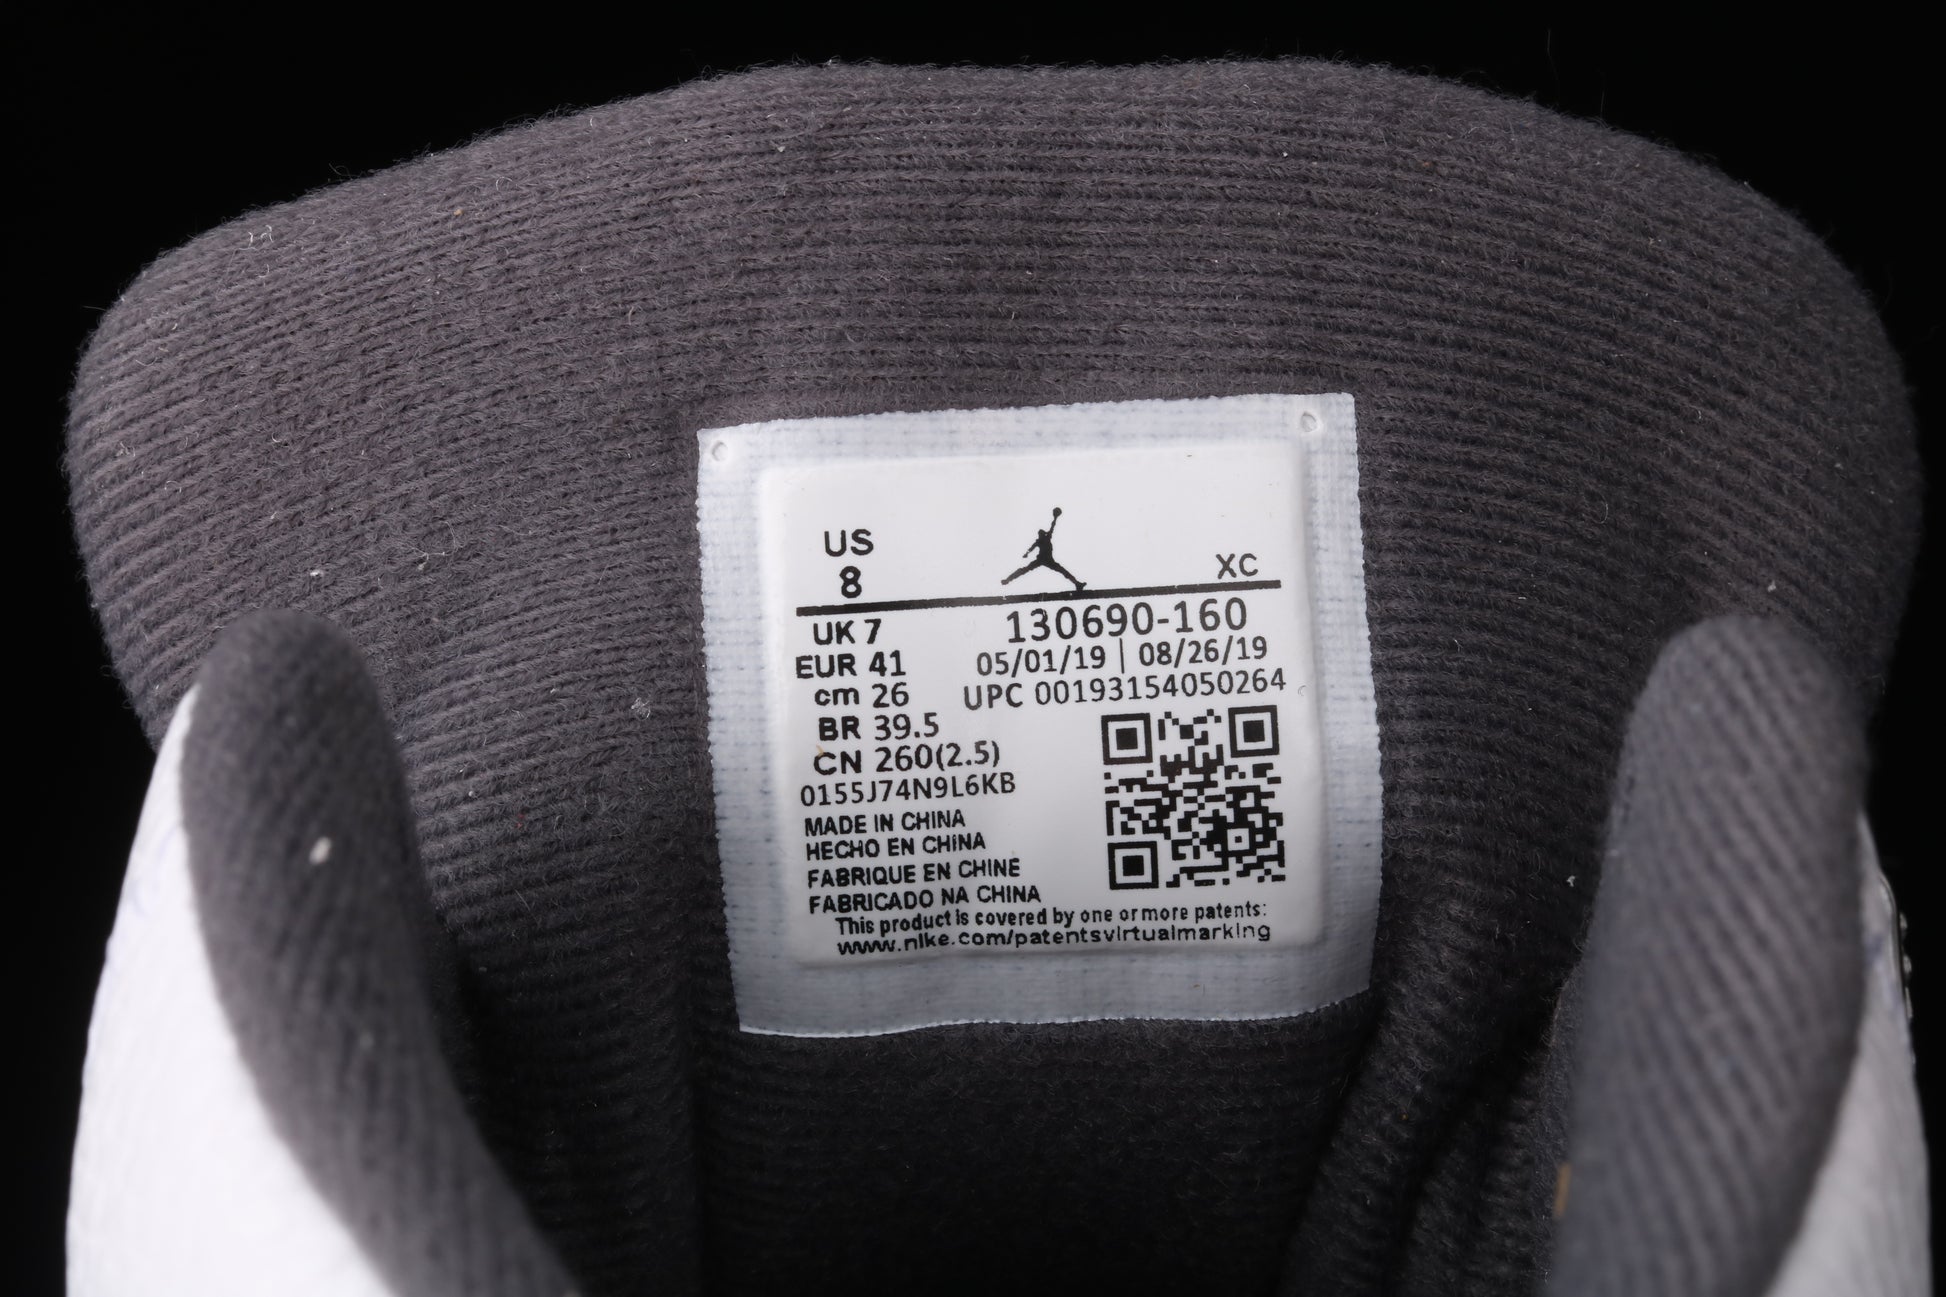 US
8
XC
UK 7
130690-160
EUR 41
05/01/19 | 08/26/19
cm 26
UPC 00193154050264
BR 39.5
CN 260(2.5)
0155J74N9L6KB
MADE IN CHINA
HECHO EN CHINA
FABRIQUE EN CHINE
FABRICADO NA CHINA
This product is covered by one or more patents:
www.nike.com/patentsvirtualmarking